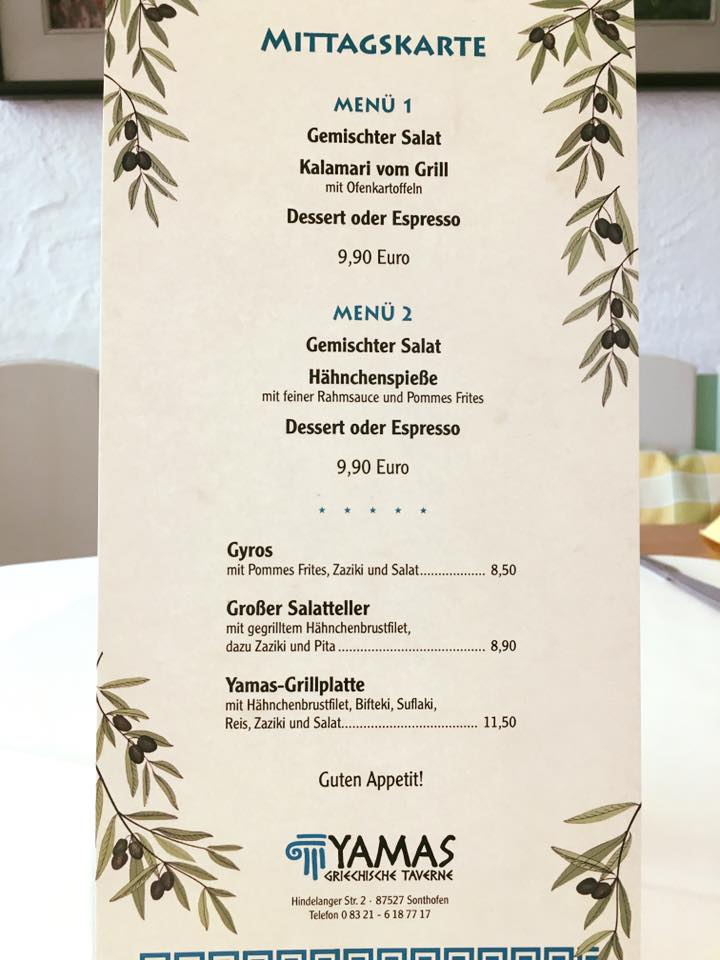 MITTAGSKARTE
MENÜ 1
Gemischter Salat
Kalamari vom Grill
mit Ofenkartoffeln
Dessert oder Espresso
9,90 Euro
MENÜ 2
Gemischter Salat
Hähnchenspieße
mit feiner Rahmsauce und Pommes Frites
Dessert oder Espresso
9,90 Euro
Gyros
mit Pommes Frites, Zaziki und Salat.................. 8,50
Großer Salatteller
mit gegrilltem Hähnchenbrustfilet,
dazu Zaziki und Pita ....................................... 8,90
Yamas-Grillplatte
mit Hähnchenbrustfilet, Bifteki, Suflaki,
Reis, Zaziki und Salat.................................... 11,50
Guten Appetit!
YAMAS
GRIECHISCHE TAVERNE
Hindelanger Str. 2 · 87527 Sonthofen
Telefon 0 83 21 - 6 18 77 17